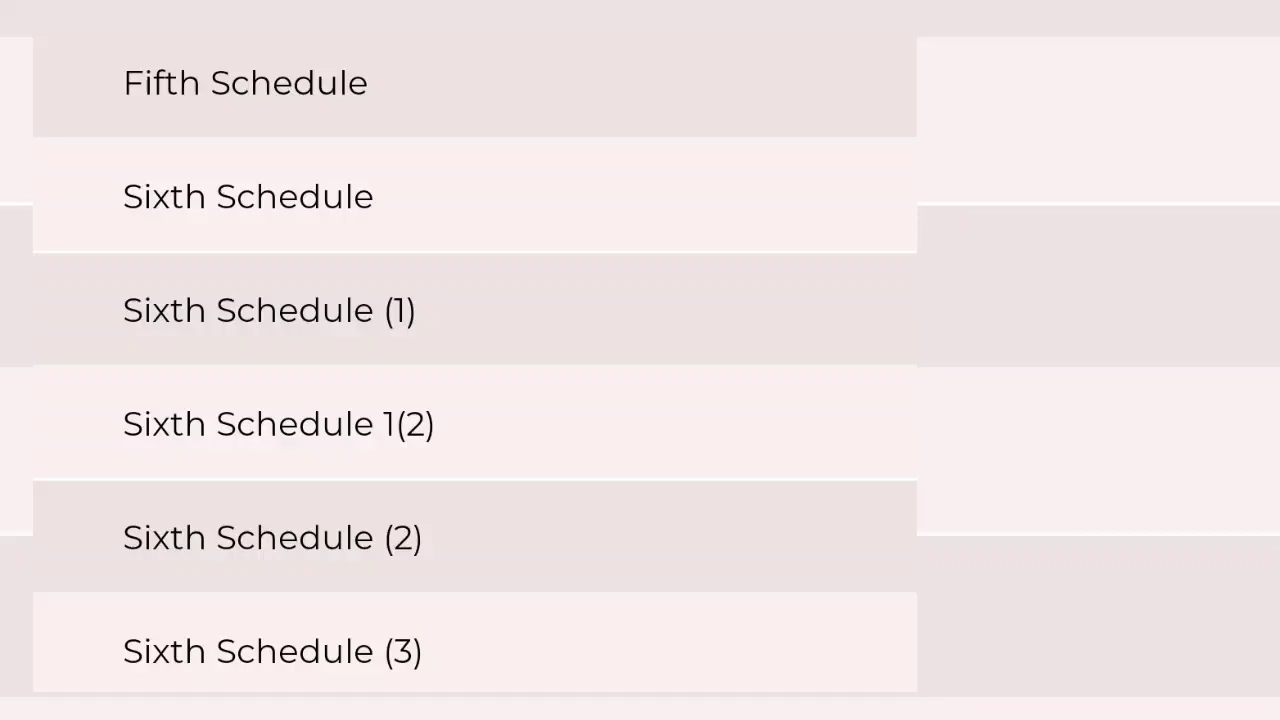 Fifth Schedule
Sixth Schedule
Sixth Schedule (1)
Sixth Schedule 1(2)
Sixth Schedule (2)
Sixth Schedule (3)